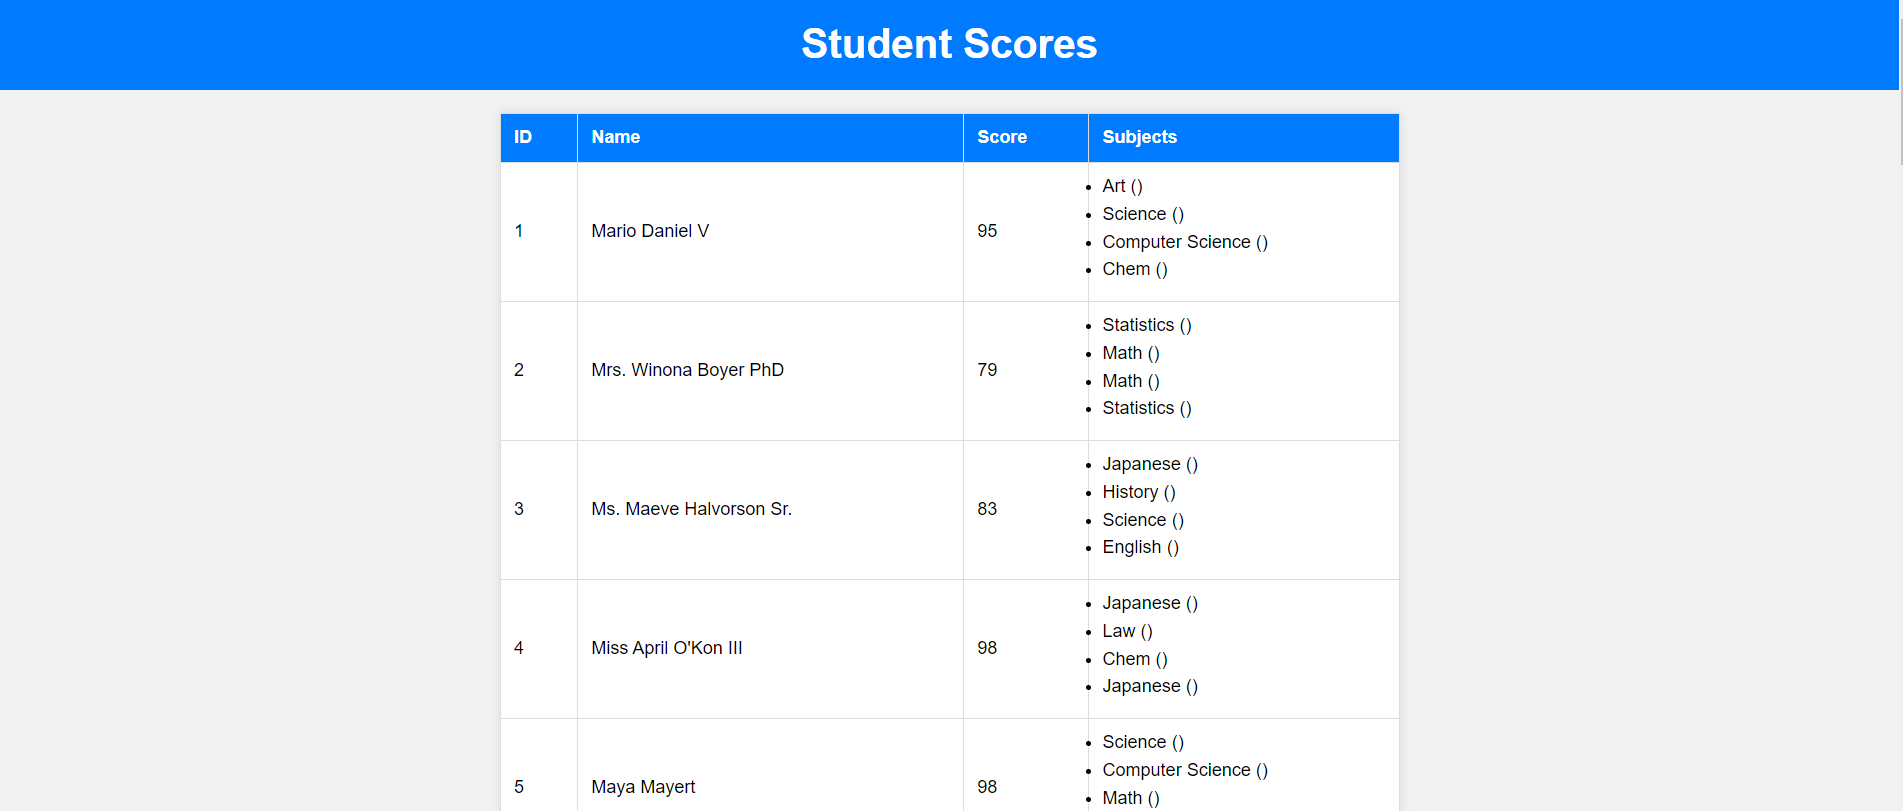 Student Scores
ID Name Score Subjects
1 Mario Daniel V 95
Art ()
Science ()
Computer Science ()
Chem ()
2 Mrs. Winona Boyer PhD 79
Statistics ()
Math ()
Math ()
Statistics ()
3 Ms. Maeve Halvorson Sr. 83
Japanese ()
History ()
Science ()
English ()
4 Miss April O'Kon III 98
Japanese ()
Law ()
Chem ()
Japanese ()
5 Maya Mayert 98
Science ()
Computer Science ()
Math ()